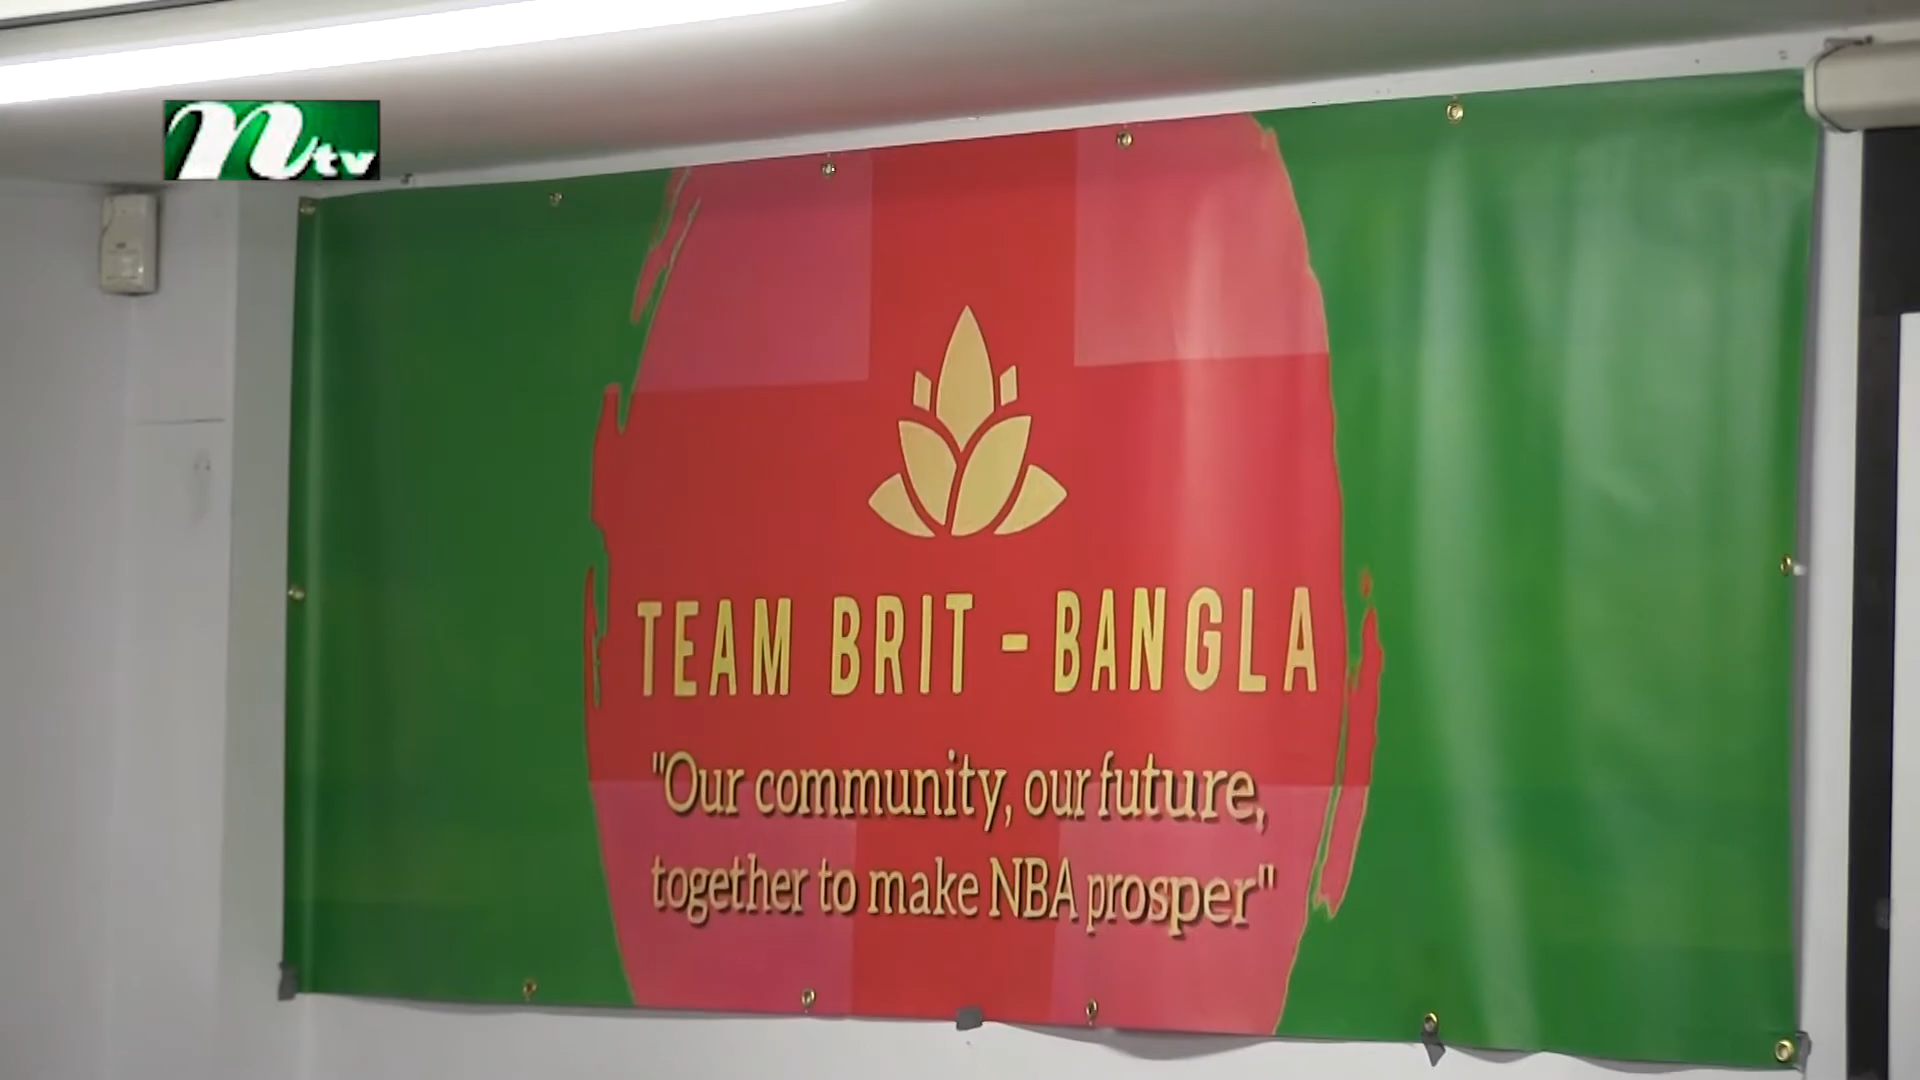 ntv
TEAM BRIT - BANGLA
"Our community, our future,
together to make NBA prosper"